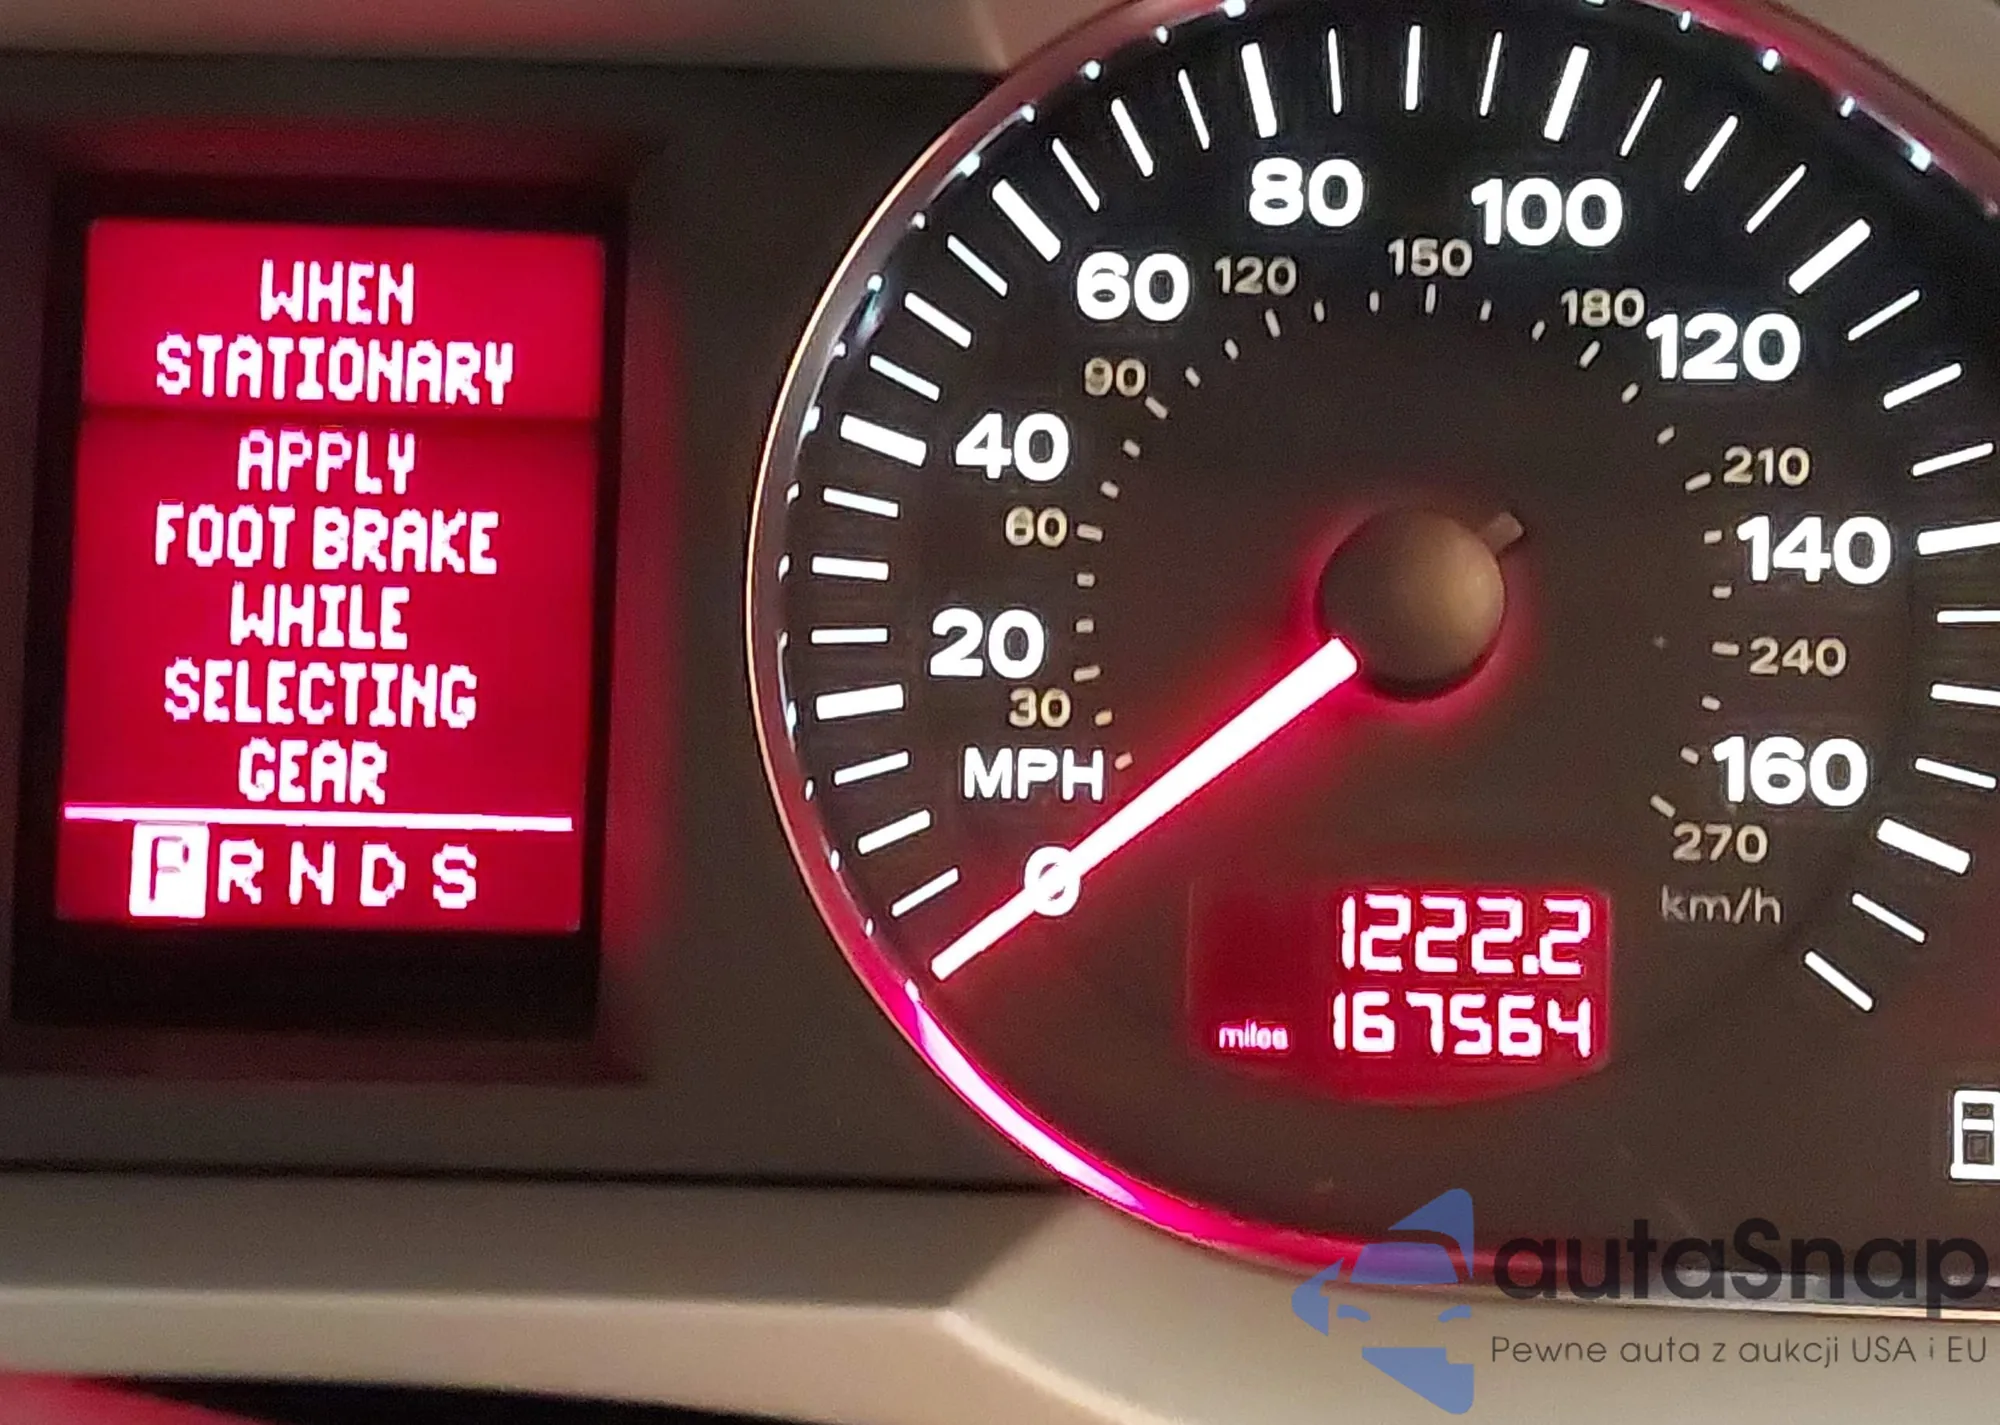 WHEN
STATIONARY
APPLY
FOOT BRAKE
WHILE
SELECTING
GEAR
P R N D S
80
100
60
120
150
180
120
90
40
210
60
140
20
240
30
MPH
160
0
270
km/h
1222.2
miles 167564
autaSnap
Pewne auta z aukcji USA i EU